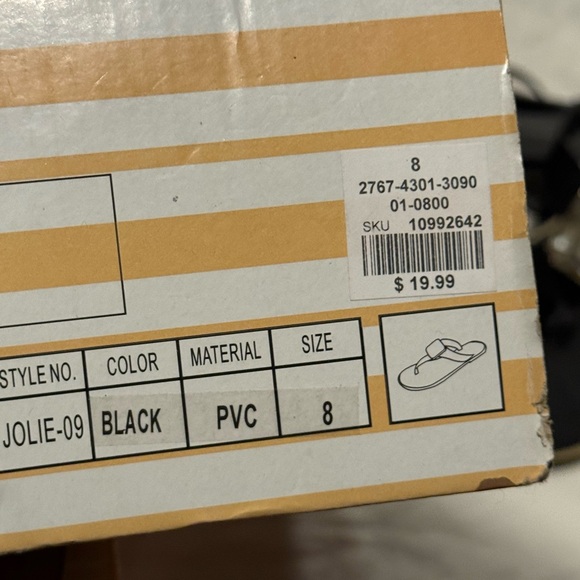 8
2767-4301-3090
01-0800
SKU 10992642
$ 19.99
STYLE NO. COLOR MATERIAL SIZE
JOLIE-09 BLACK PVC 8